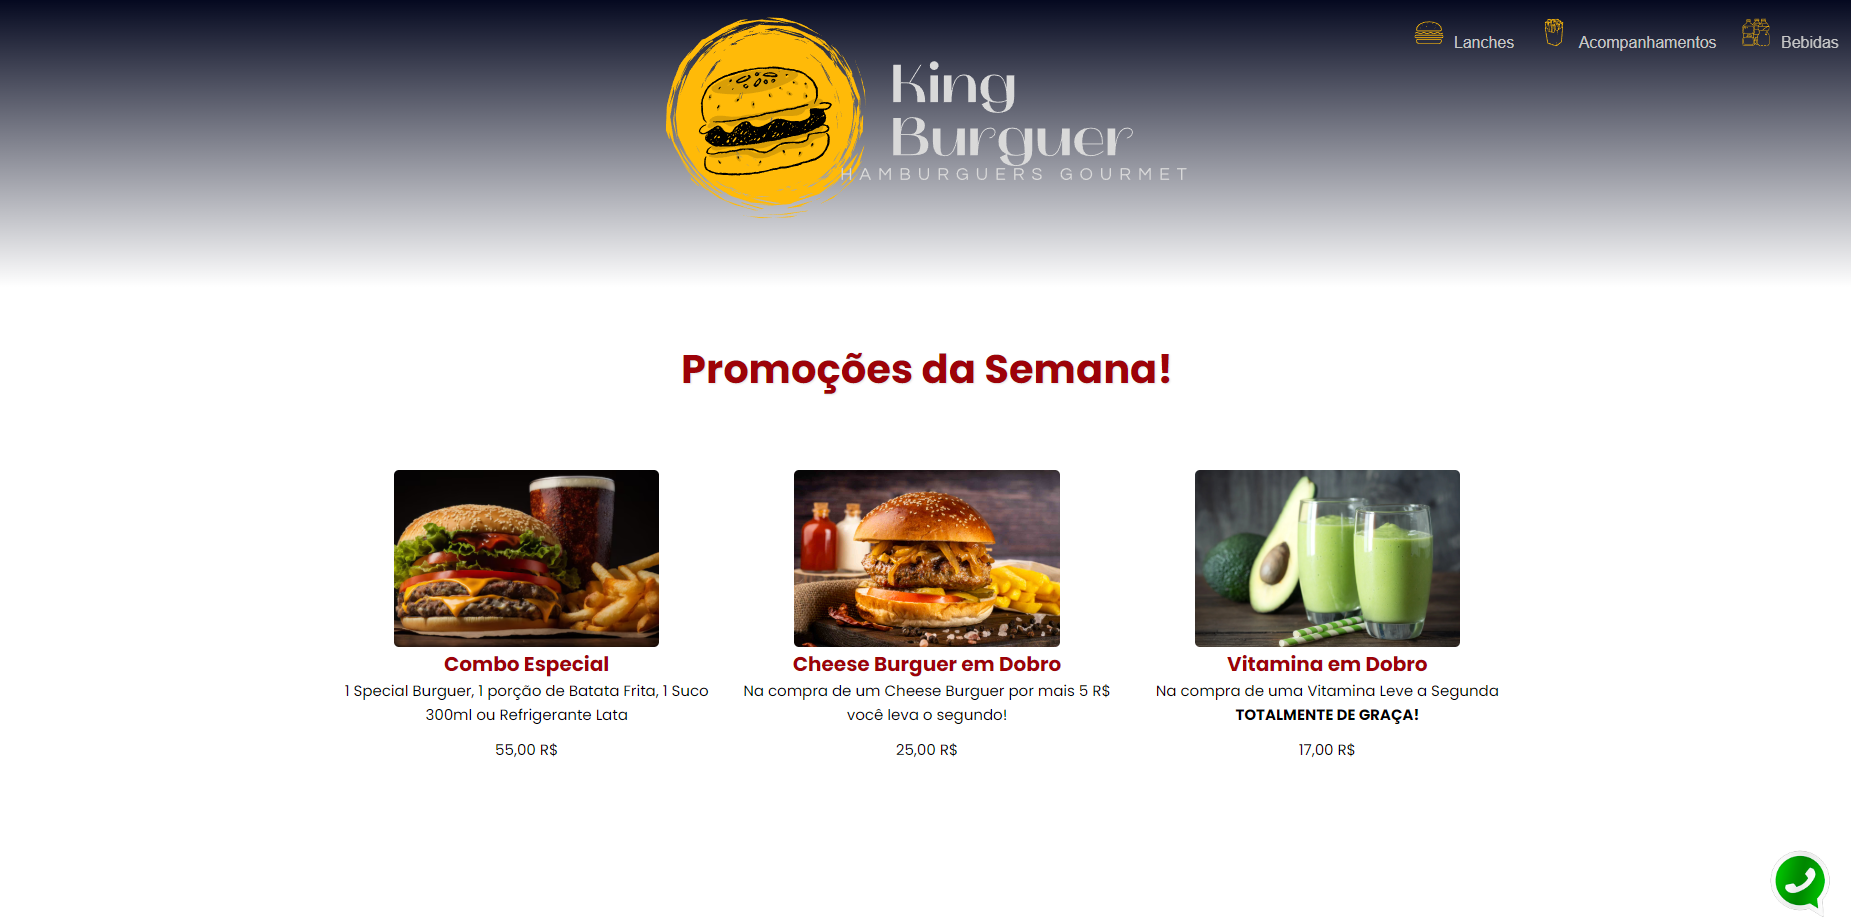 Lanches
Acompanhamentos
Bebidas
King
Burguer
HAMBURGUERS GOURMET
Promoções da Semana!
Combo Especial
1 Special Burguer, 1 porção de Batata Frita, 1 Suco
300ml ou Refrigerante Lata
55,00 R$
Cheese Burguer em Dobro
Na compra de um Cheese Burguer por mais 5 R$
você leva o segundo!
25,00 R$
Vitamina em Dobro
Na compra de uma Vitamina Leve a Segunda
TOTALMENTE DE GRAÇA!
17,00 R$